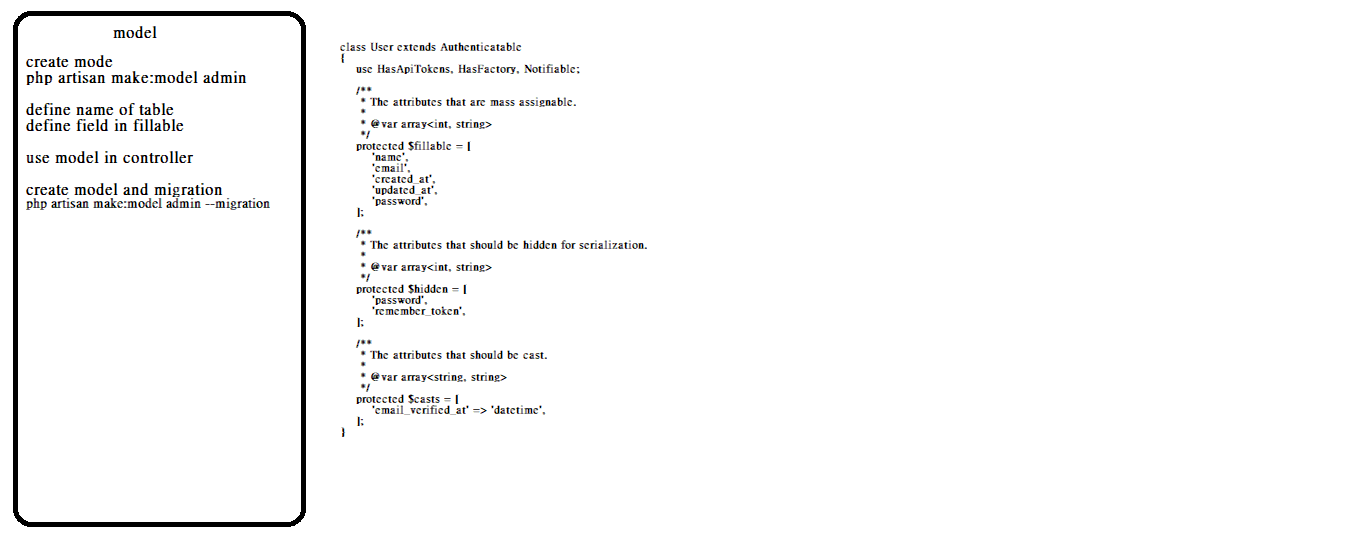 model
create mode
php artisan make:model admin
define name of table
define field in fillable
use model in controller
create model and migration
php artisan make:model admin --migration
class User extends Authenticatable
{
use HasApiTokens, HasFactory, Notifiable;
/**
* The attributes that are mass assignable.
*
* @var array<int, string>
*/
protected $fillable = [
'name',
'email',
'created_at',
'updated_at',
'password',
];
/**
* The attributes that should be hidden for serialization.
*
* @var array<int, string>
*/
protected $hidden = [
'password',
'remember_token',
];
/**
* The attributes that should be cast.
*
* @var array<string, string>
*/
protected $casts = [
'email_verified_at' => 'datetime',
];
}